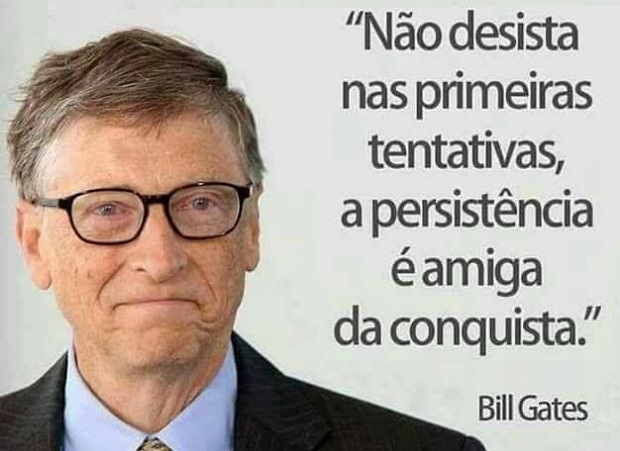 “Não desista
nas primeiras
tentativas,
a persistência
é amiga
da conquista.”
Bill Gates